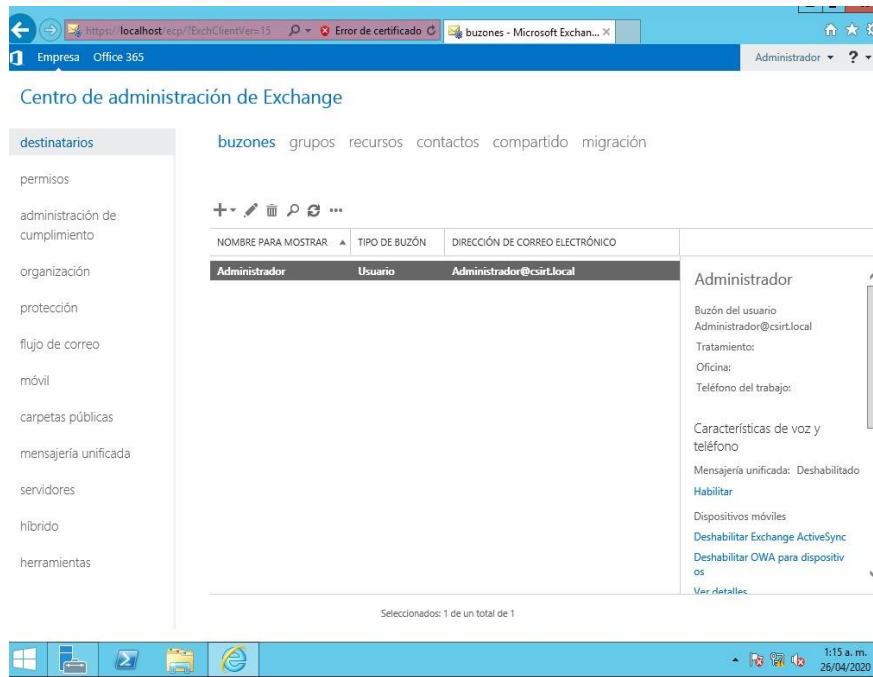 https://localhost/ecp/?ExchClientVer=15
Error de certificado
buzones - Microsoft Exchan...
Empresa Office 365
Administrador
?
Centro de administración de Exchange
destinatarios
permisos
administración de
cumplimiento
organización
protección
flujo de correo
móvil
carpetas públicas
mensajería unificada
servidores
híbrido
herramientas
buzones grupos recursos contactos compartido migración
NOMBRE PARA MOSTRAR TIPO DE BUZÓN DIRECCIÓN DE CORREO ELECTRÓNICO
Administrador Usuario Administrador@csirt.local
Administrador
Buzón del usuario
Administrador@csirt.local
Tratamiento:
Oficina:
Teléfono del trabajo:
Características de voz y
teléfono
Mensajería unificada: Deshabilitado
Habilitar
Dispositivos móviles
Deshabilitar Exchange ActiveSync
Deshabilitar OWA para dispositiv
os
Ver detalles
Seleccionados: 1 de un total de 1
1:15 a. m.
26/04/2020